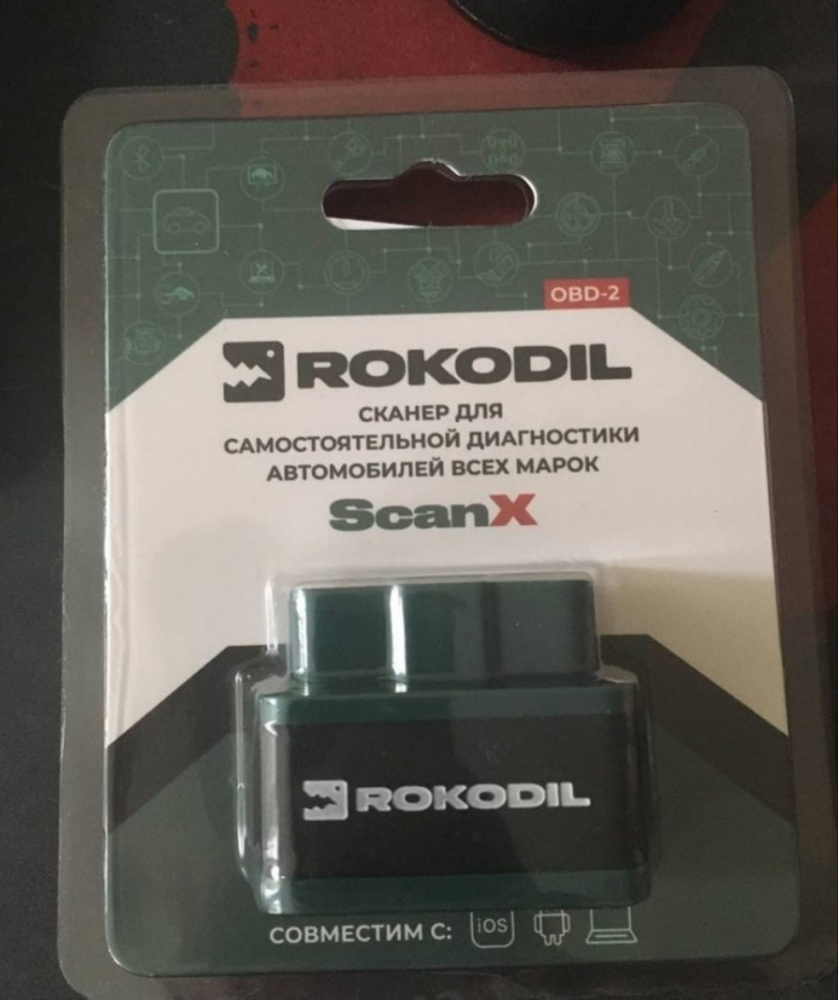 OBD-2
ROKODIL
СКАНЕР ДЛЯ
САМОСТОЯТЕЛЬНОЙ ДИАГНОСТИКИ
АВТОМОБИЛЕЙ ВСЕХ МАРОК
ScanX
ROKODIL
СОВМЕСТИМ С: iOS